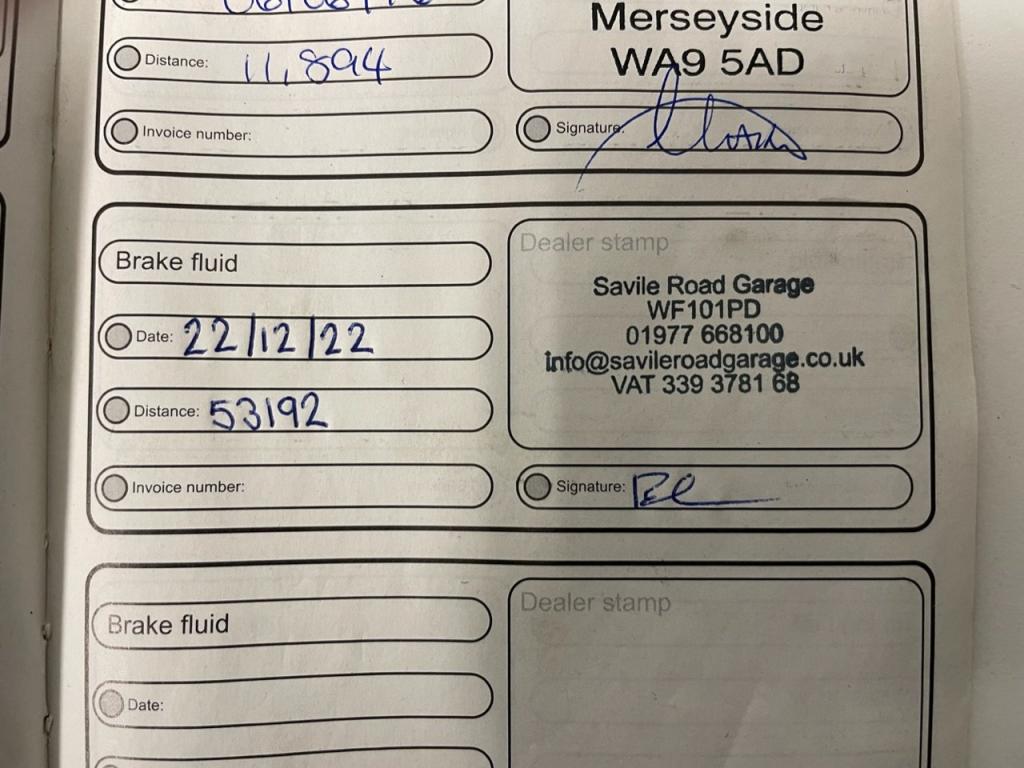 Merseyside
Distance: 11,894
WA9 5AD
Invoice number:
Signature:
Brake fluid
Date: 22/12/22
Distance: 53192
Invoice number:
Dealer stamp
Savile Road Garage
WF101PD
01977 668100
info@savileroadgarage.co.uk
VAT 339 3781 68
Signature:
Brake fluid
Date:
Dealer stamp